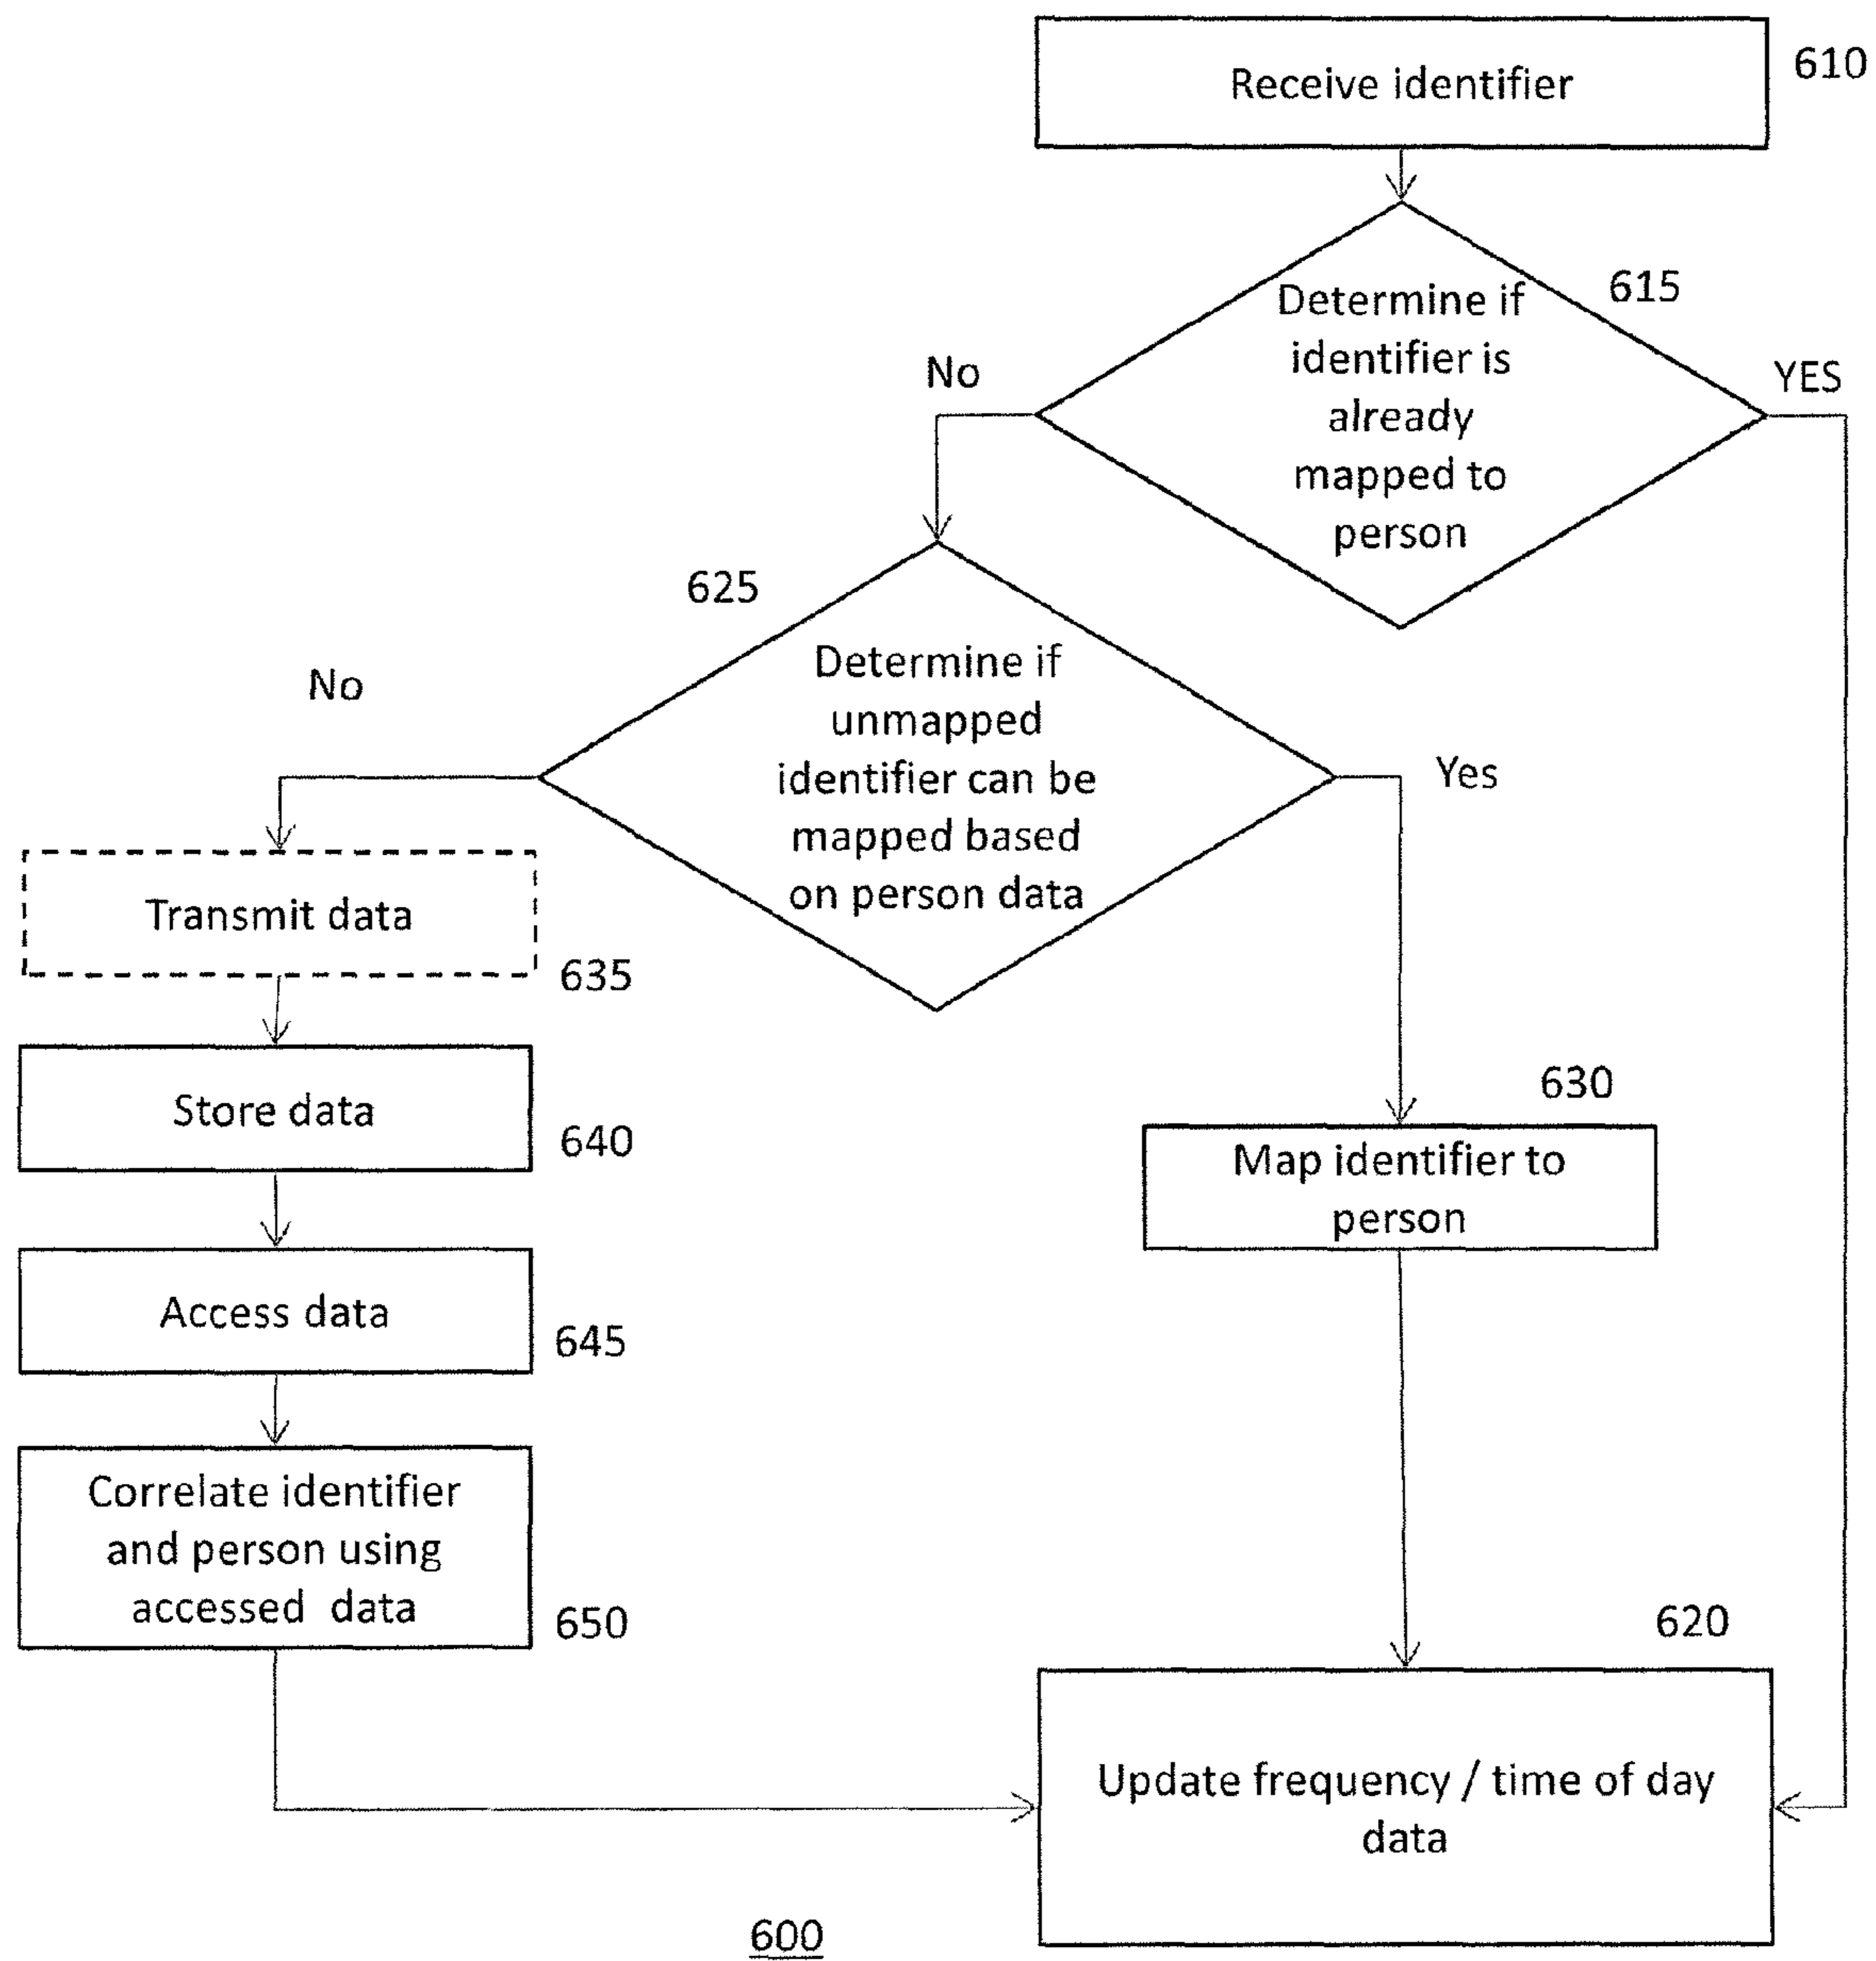 Receive identifier
610
615
Determine if
identifier is
already
mapped to
person
No
YES
625
Determine if
unmapped
identifier can be
mapped based
on person data
No
Yes
Transmit data
635
Store data
640
630
Map identifier to
person
Access data
645
Correlate identifier
and person using
accessed data
650
620
Update frequency / time of day
data
600